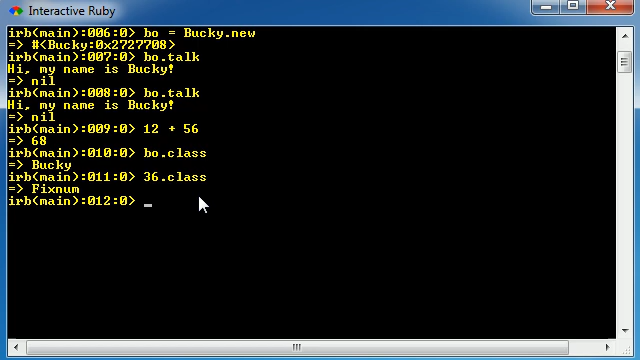 Interactive Ruby
irb(main):006:0> bo = Bucky.new
=> #<Bucky:0x2727708>
irb(main):007:0> bo.talk
Hi, my name is Bucky!
=> nil
irb(main):008:0> bo.talk
Hi, my name is Bucky!
=> nil
irb(main):009:0> 12 + 56
=> 68
irb(main):010:0> bo.class
=> Bucky
irb(main):011:0> 36.class
=> Fixnum
irb(main):012:0> _